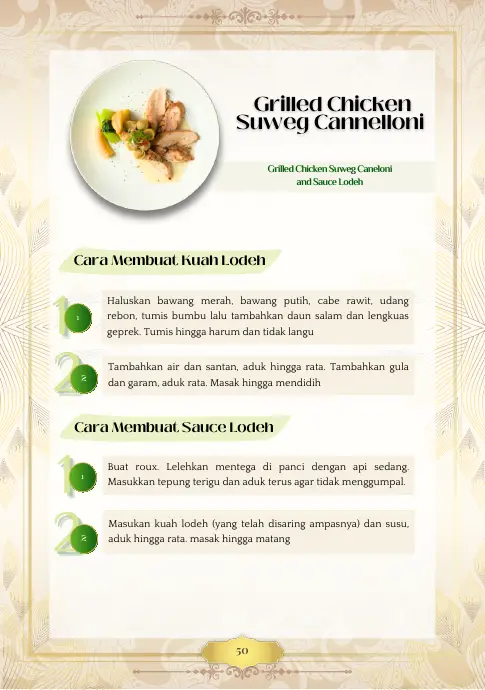 Grilled Chicken
Suweg Cannelloni
Grilled Chicken Suweg Caneloni
and Sauce Lodeh
Cara Membuat Kuah Lodeh
1
Haluskan bawang merah, bawang putih, cabe rawit, udang
rebon, tumis bumbu lalu tambahkan daun salam dan lengkuas
geprek. Tumis hingga harum dan tidak langu
2
Tambahkan air dan santan, aduk hingga rata. Tambahkan gula
dan garam, aduk rata. Masak hingga mendidih
Cara Membuat Sauce Lodeh
1
Buat roux. Lelehkan mentega di panci dengan api sedang.
Masukkan tepung terigu dan aduk terus agar tidak menggumpal.
2
Masukan kuah lodeh (yang telah disaring ampasnya) dan susu,
aduk hingga rata. masak hingga matang
50